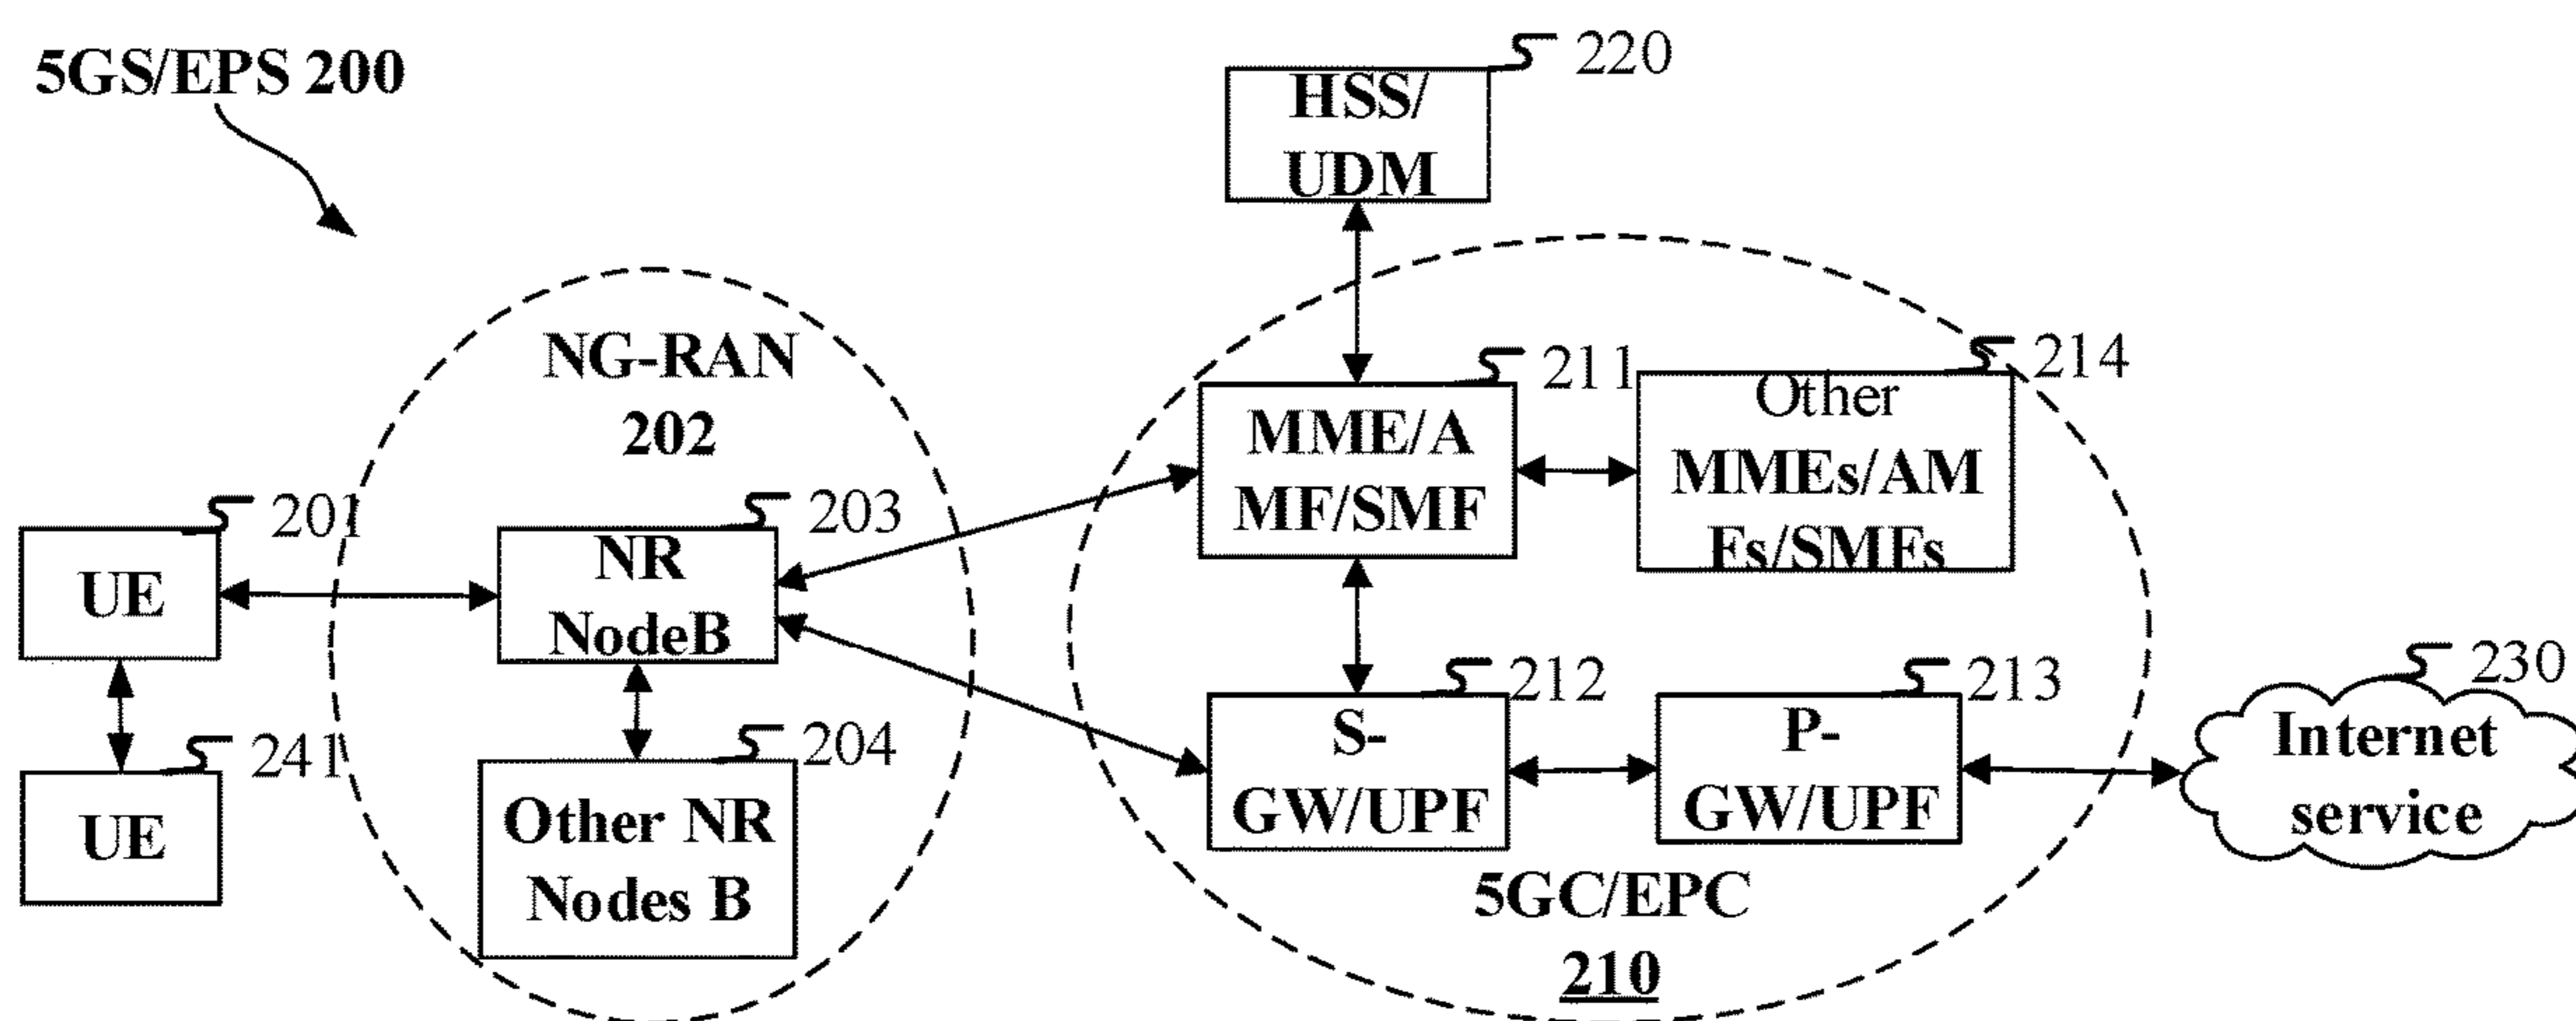 5GS/EPS 200
220
HSS/
UDM
NG-RAN
202
211
MME/A
MF/SMF
214
Other
MMEs/AM
Fs/SMFs
201
UE
203
NR
NodeB
241
UE
204
Other NR
Nodes B
212
S-
GW/UPF
213
P-
GW/UPF
230
Internet
service
5GC/EPC
210